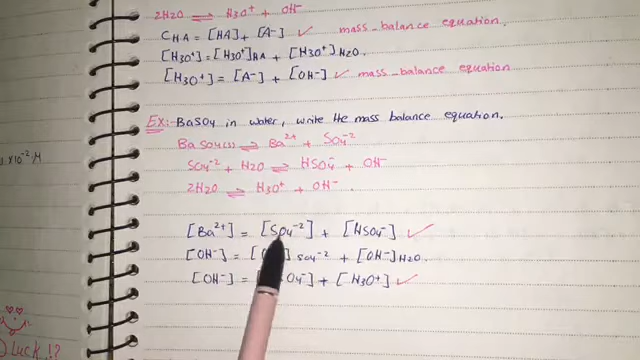 2H2O ⇌ H3O⁺ + OH⁻
CHA = [HA] + [A⁻] ✓ mass-balance equation.
[H3O⁺] = [H3O⁺]HA + [H3O⁺]H2O.
[H3O⁺] = [A⁻] + [OH⁻] ✓ mass-balance equation
Ex:- BaSO4 in water, write the mass balance equation.
BaSO4(s) ⇌ Ba²⁺ + SO4⁻²
SO4⁻² + H2O ⇌ HSO4⁻ + OH⁻
2H2O ⇌ H3O⁺ + OH⁻.
[Ba²⁺] = [SO4⁻²] + [HSO4⁻] ✓
[OH⁻] = [ ] SO4⁻² + [OH⁻]H2O.
[OH⁻] = O4⁻] + [H3O⁺] ✓
1.×10⁻² M
Luck !?